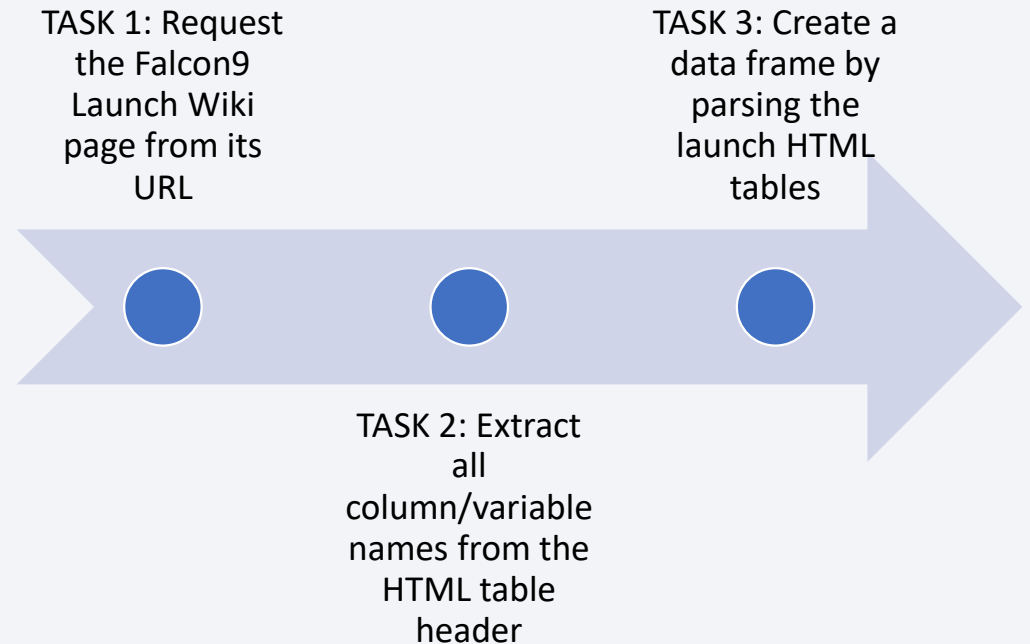 TASK 1: Request
the Falcon9
Launch Wiki
page from its
URL
TASK 2: Extract
all
column/variable
names from the
HTML table
header
TASK 3: Create a
data frame by
parsing the
launch HTML
tables